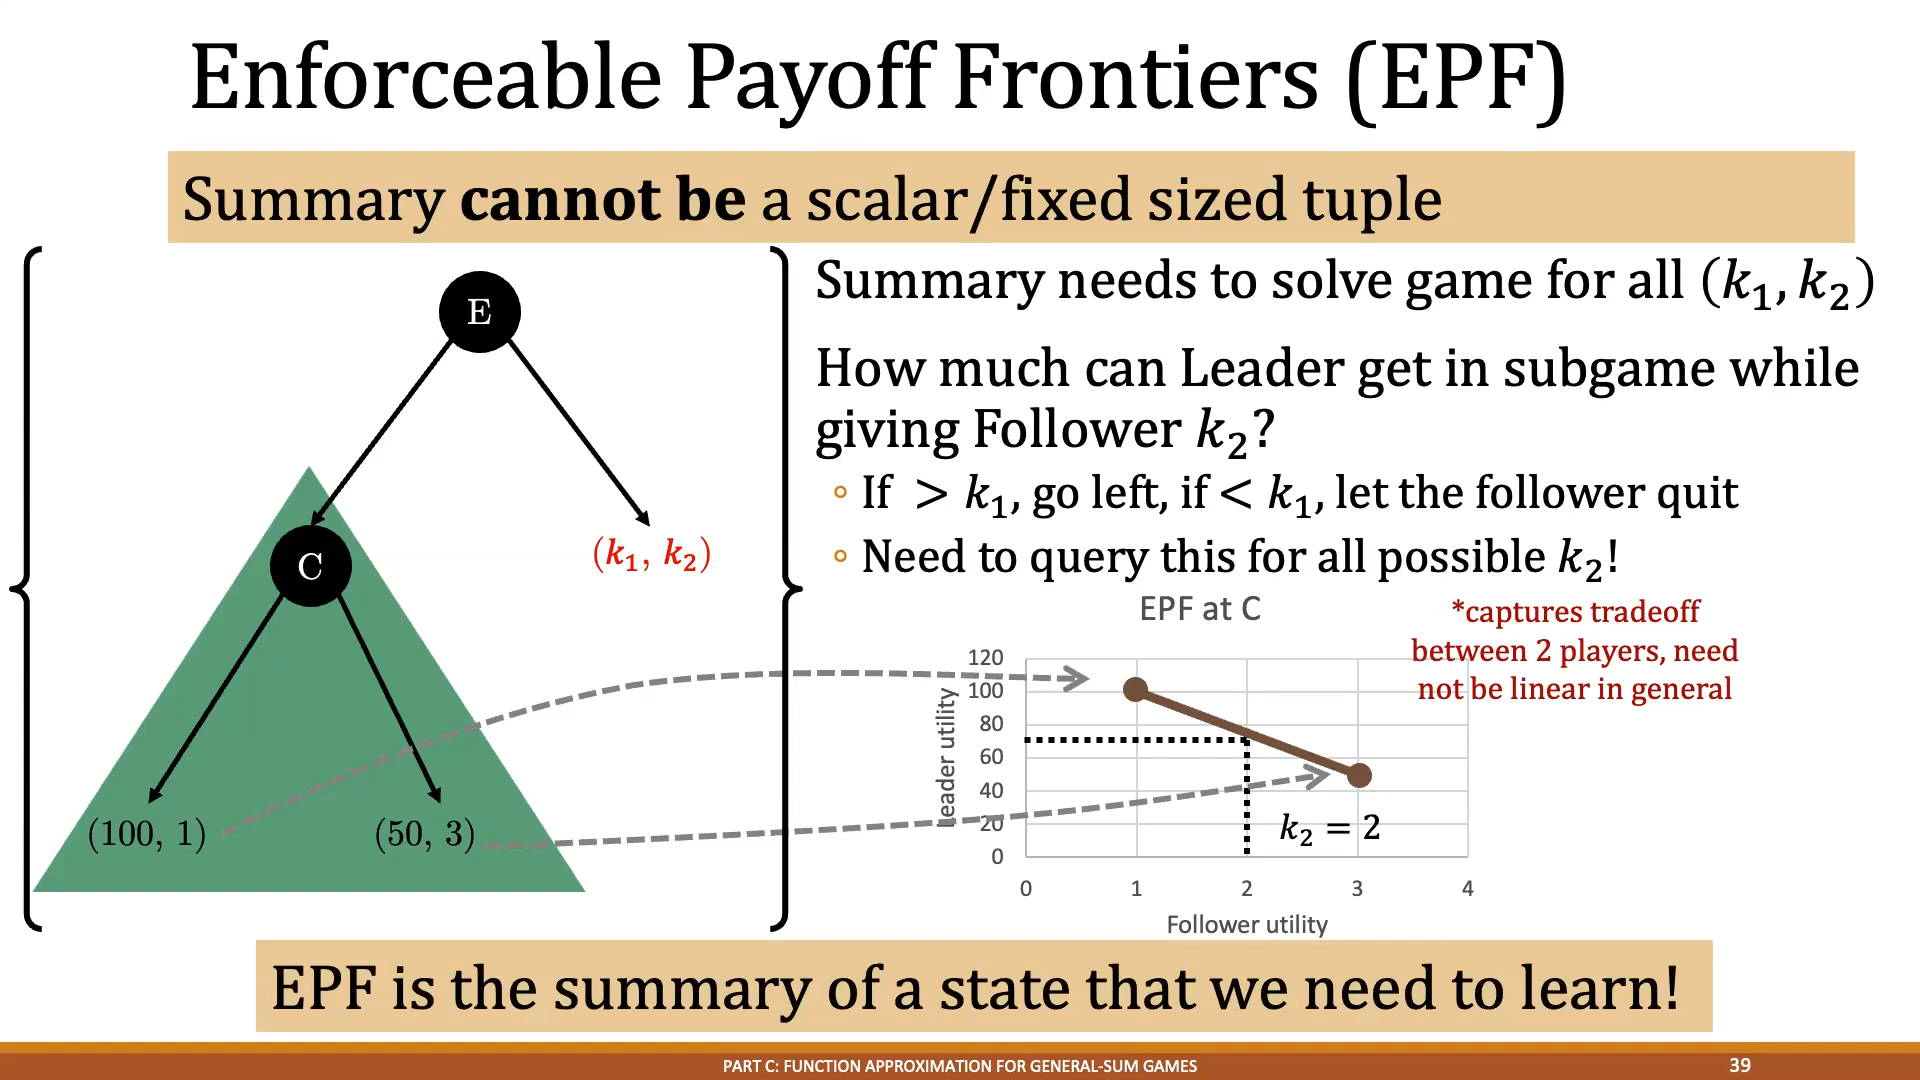 Enforceable Payoff Frontiers (EPF)
Summary cannot be a scalar/fixed sized tuple
E
C
(k₁, k₂)
(100, 1)
(50, 3)
Summary needs to solve game for all (k₁, k₂)
How much can Leader get in subgame while
giving Follower k₂?
◦ If > k₁, go left, if < k₁, let the follower quit
◦ Need to query this for all possible k₂!
EPF at C
*captures tradeoff
between 2 players, need
not be linear in general
Leader utility
120
100
80
60
40
20
0
k₂ = 2
0 1 2 3 4
Follower utility
EPF is the summary of a state that we need to learn!
PART C: FUNCTION APPROXIMATION FOR GENERAL-SUM GAMES
39